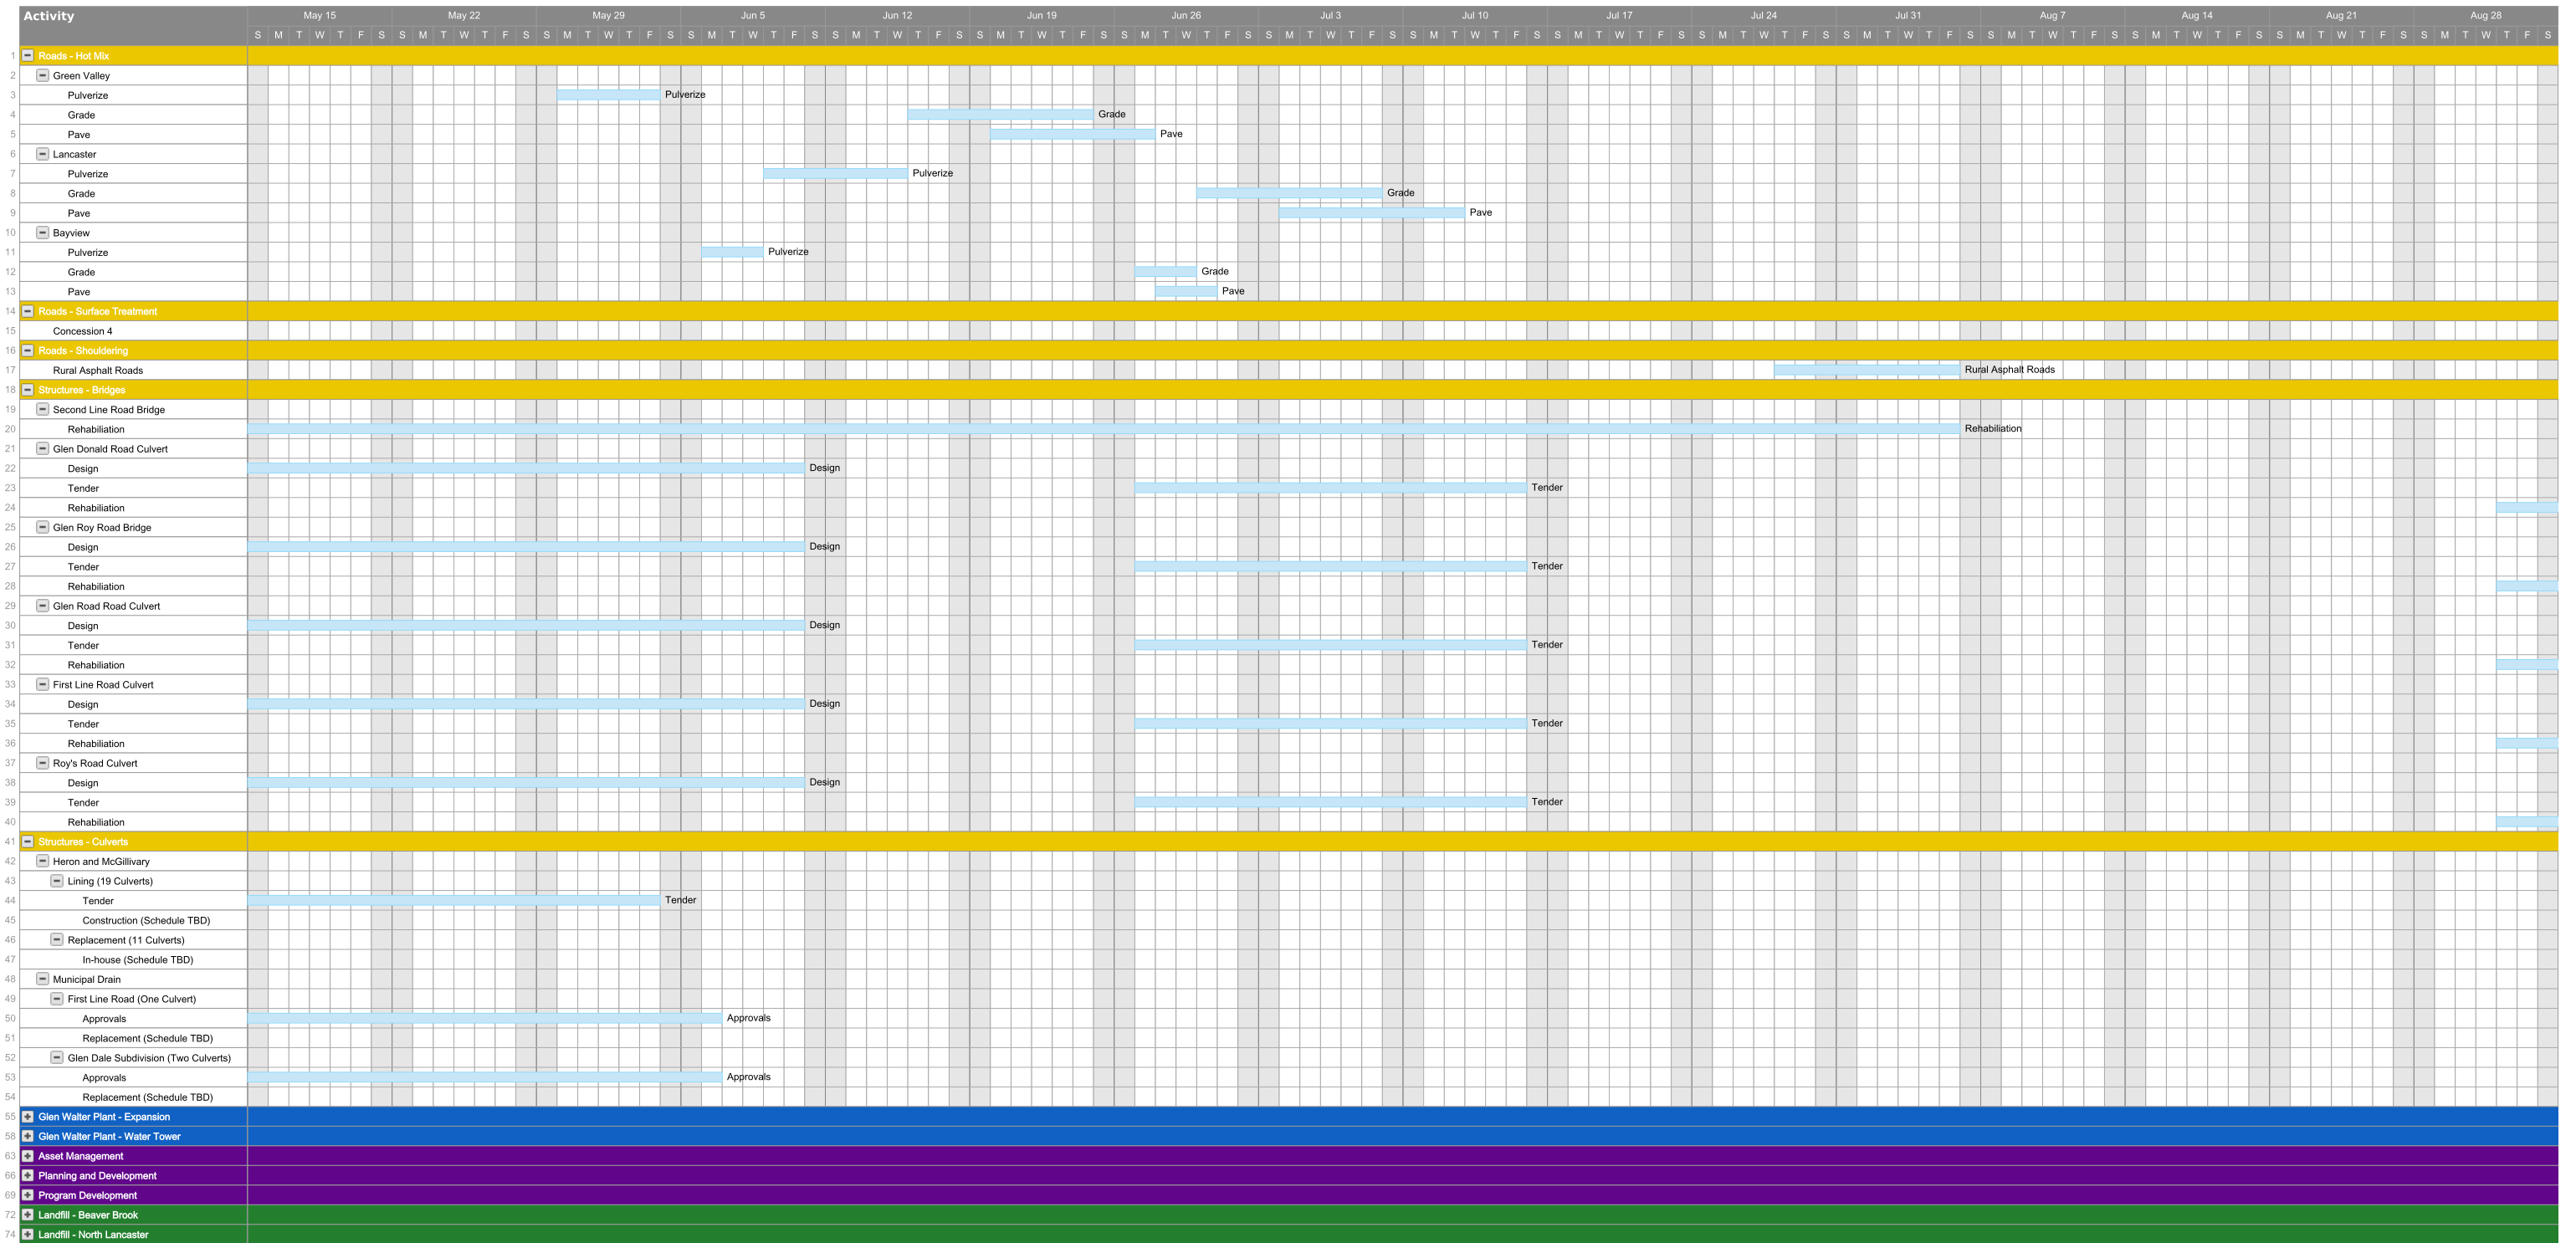 Activity May 15 May 22 May 29 Jun 5 Jun 12 Jun 19 Jun 26 Jul 3 Jul 10 Jul 17 Jul 24 Jul 31 Aug 7 Aug 14 Aug 21 Aug 28
S M T W T F S S M T W T F S S M T W T F S S M T W T F S S M T W T F S S M T W T F S S M T W T F S S M T W T F S S M T W T F S S M T W T F S S M T W T F S S M T W T F S S M T W T F S S M T W T F S S M T W T F S S M T W T F S
1 Roads - Hot Mix
2 Green Valley
3 Pulverize Pulverize
4 Grade Grade
5 Pave Pave
6 Lancaster
7 Pulverize Pulverize
8 Grade Grade
9 Pave Pave
10 Bayview
11 Pulverize Pulverize
12 Grade Grade
13 Pave Pave
14 Roads - Surface Treatment
15 Concession 4
16 Roads - Shouldering
17 Rural Asphalt Roads Rural Asphalt Roads
18 Structures - Bridges
19 Second Line Road Bridge
20 Rehabiliation Rehabiliation
21 Glen Donald Road Culvert
22 Design Design
23 Tender Tender
24 Rehabiliation
25 Glen Roy Road Bridge
26 Design Design
27 Tender Tender
28 Rehabiliation
29 Glen Road Road Culvert
30 Design Design
31 Tender Tender
32 Rehabiliation
33 First Line Road Culvert
34 Design Design
35 Tender Tender
36 Rehabiliation
37 Roy's Road Culvert
38 Design Design
39 Tender Tender
40 Rehabiliation
41 Structures - Culverts
42 Heron and McGillivary
43 Lining (19 Culverts)
44 Tender Tender
45 Construction (Schedule TBD)
46 Replacement (11 Culverts)
47 In-house (Schedule TBD)
48 Municipal Drain
49 First Line Road (One Culvert)
50 Approvals Approvals
51 Replacement (Schedule TBD)
52 Glen Dale Subdivision (Two Culverts)
53 Approvals Approvals
54 Replacement (Schedule TBD)
55 Glen Walter Plant - Expansion
58 Glen Walter Plant - Water Tower
63 Asset Management
66 Planning and Development
69 Program Development
72 Landfill - Beaver Brook
74 Landfill - North Lancaster